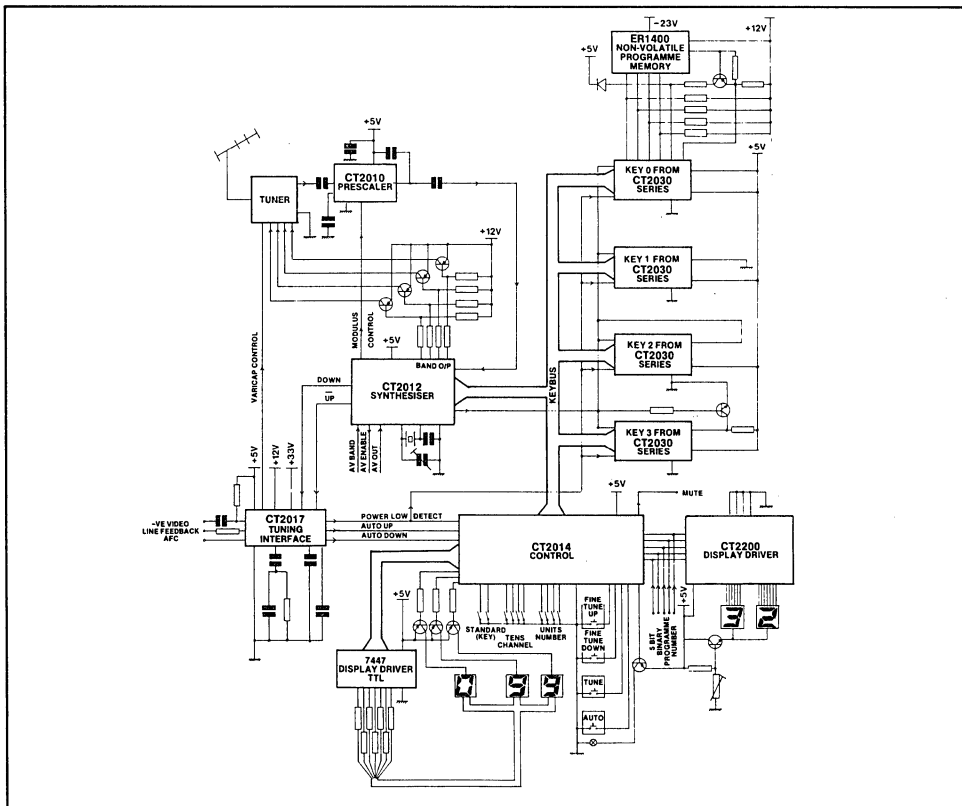 -23V
+12V
ER1400
NON-VOLATILE
PROGRAMME
MEMORY
+5V
+5V
CT2010
PRESCALER
TUNER
+5V
KEY 0 FROM
CT2030
SERIES
+12V
KEY 1 FROM
CT2030
SERIES
MODULUS
CONTROL
VARICAP CONTROL
+5V
BAND O/P
KEY 2 FROM
CT2030
SERIES
DOWN
UP
CT2012
SYNTHESISER
KEYBUS
AV BAND
AV ENABLE
AV OUT
KEY 3 FROM
CT2030
SERIES
+5V
+12V
+33V
+5V
MUTE
-VE VIDEO
LINE FEEDBACK
AFC
CT2017
TUNING
INTERFACE
POWER LOW DETECT
AUTO UP
AUTO DOWN
CT2014
CONTROL
CT2200
DISPLAY DRIVER
+5V
STANDARD
(KEY)
TENS
CHANNEL
UNITS
NUMBER
FINE
TUNE
UP
FINE
TUNE
DOWN
TUNE
AUTO
5 BIT
BINARY
PROGRAMME
NUMBER
+5V
3 2
7447
DISPLAY DRIVER
TTL
0 9 9